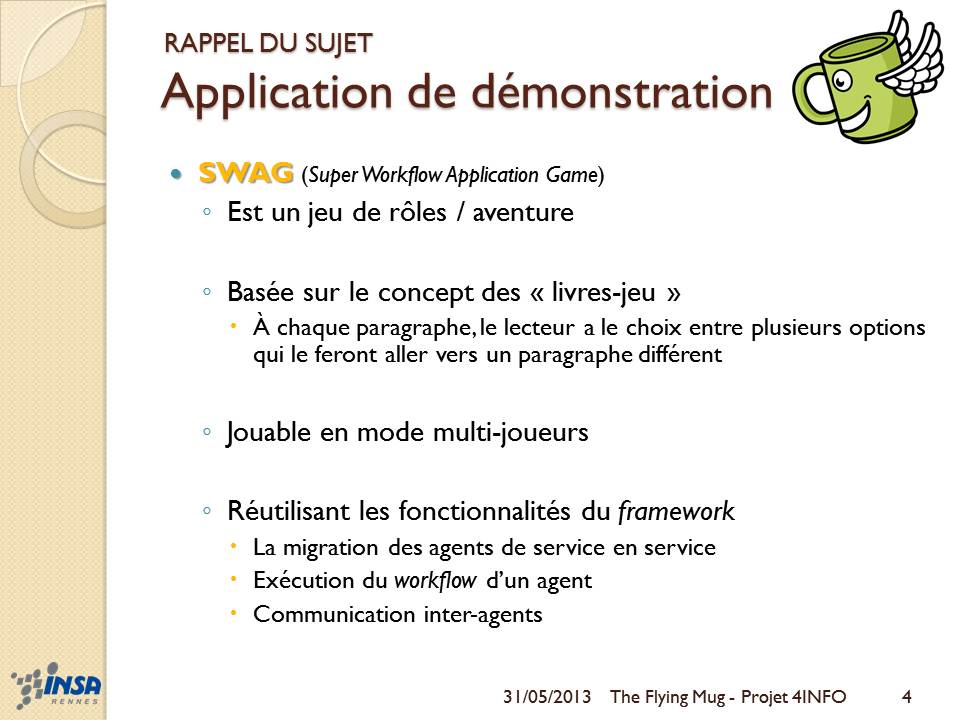 RAPPEL DU SUJET
Application de démonstration
SWAG (Super Workflow Application Game)
Est un jeu de rôles / aventure
Basée sur le concept des « livres-jeu »
À chaque paragraphe, le lecteur a le choix entre plusieurs options
qui le feront aller vers un paragraphe différent
Jouable en mode multi-joueurs
Réutilisant les fonctionnalités du framework
La migration des agents de service en service
Exécution du workflow d’un agent
Communication inter-agents
INSA
RENNES
31/05/2013 The Flying Mug - Projet 4INFO 4